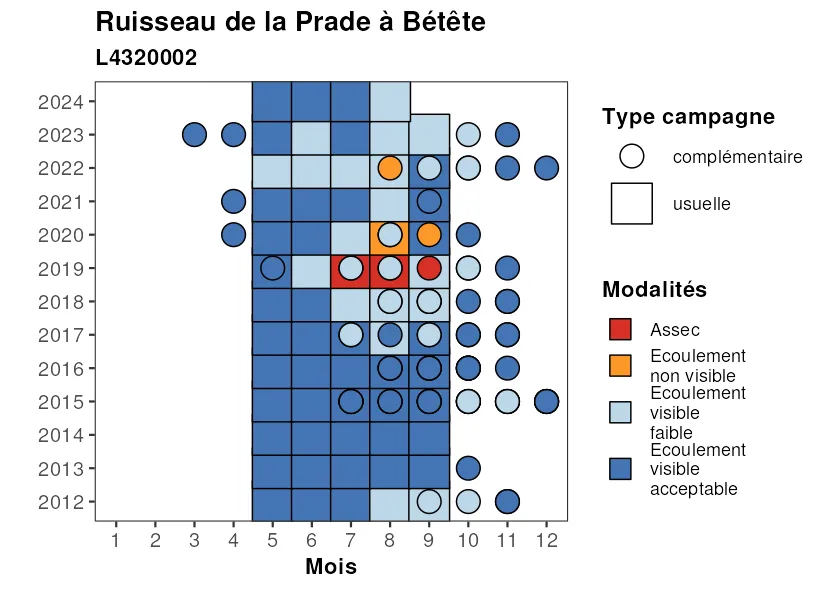 Ruisseau de la Prade à Bétête
L4320002
2024
2023
2022
2021
2020
2019
2018
2017
2016
2015
2014
2013
2012
1 2 3 4 5 6 7 8 9 10 11 12
Mois
Type campagne
complémentaire
usuelle
Modalités
Assec
Ecoulement
non visible
Ecoulement
visible
faible
Ecoulement
visible
acceptable